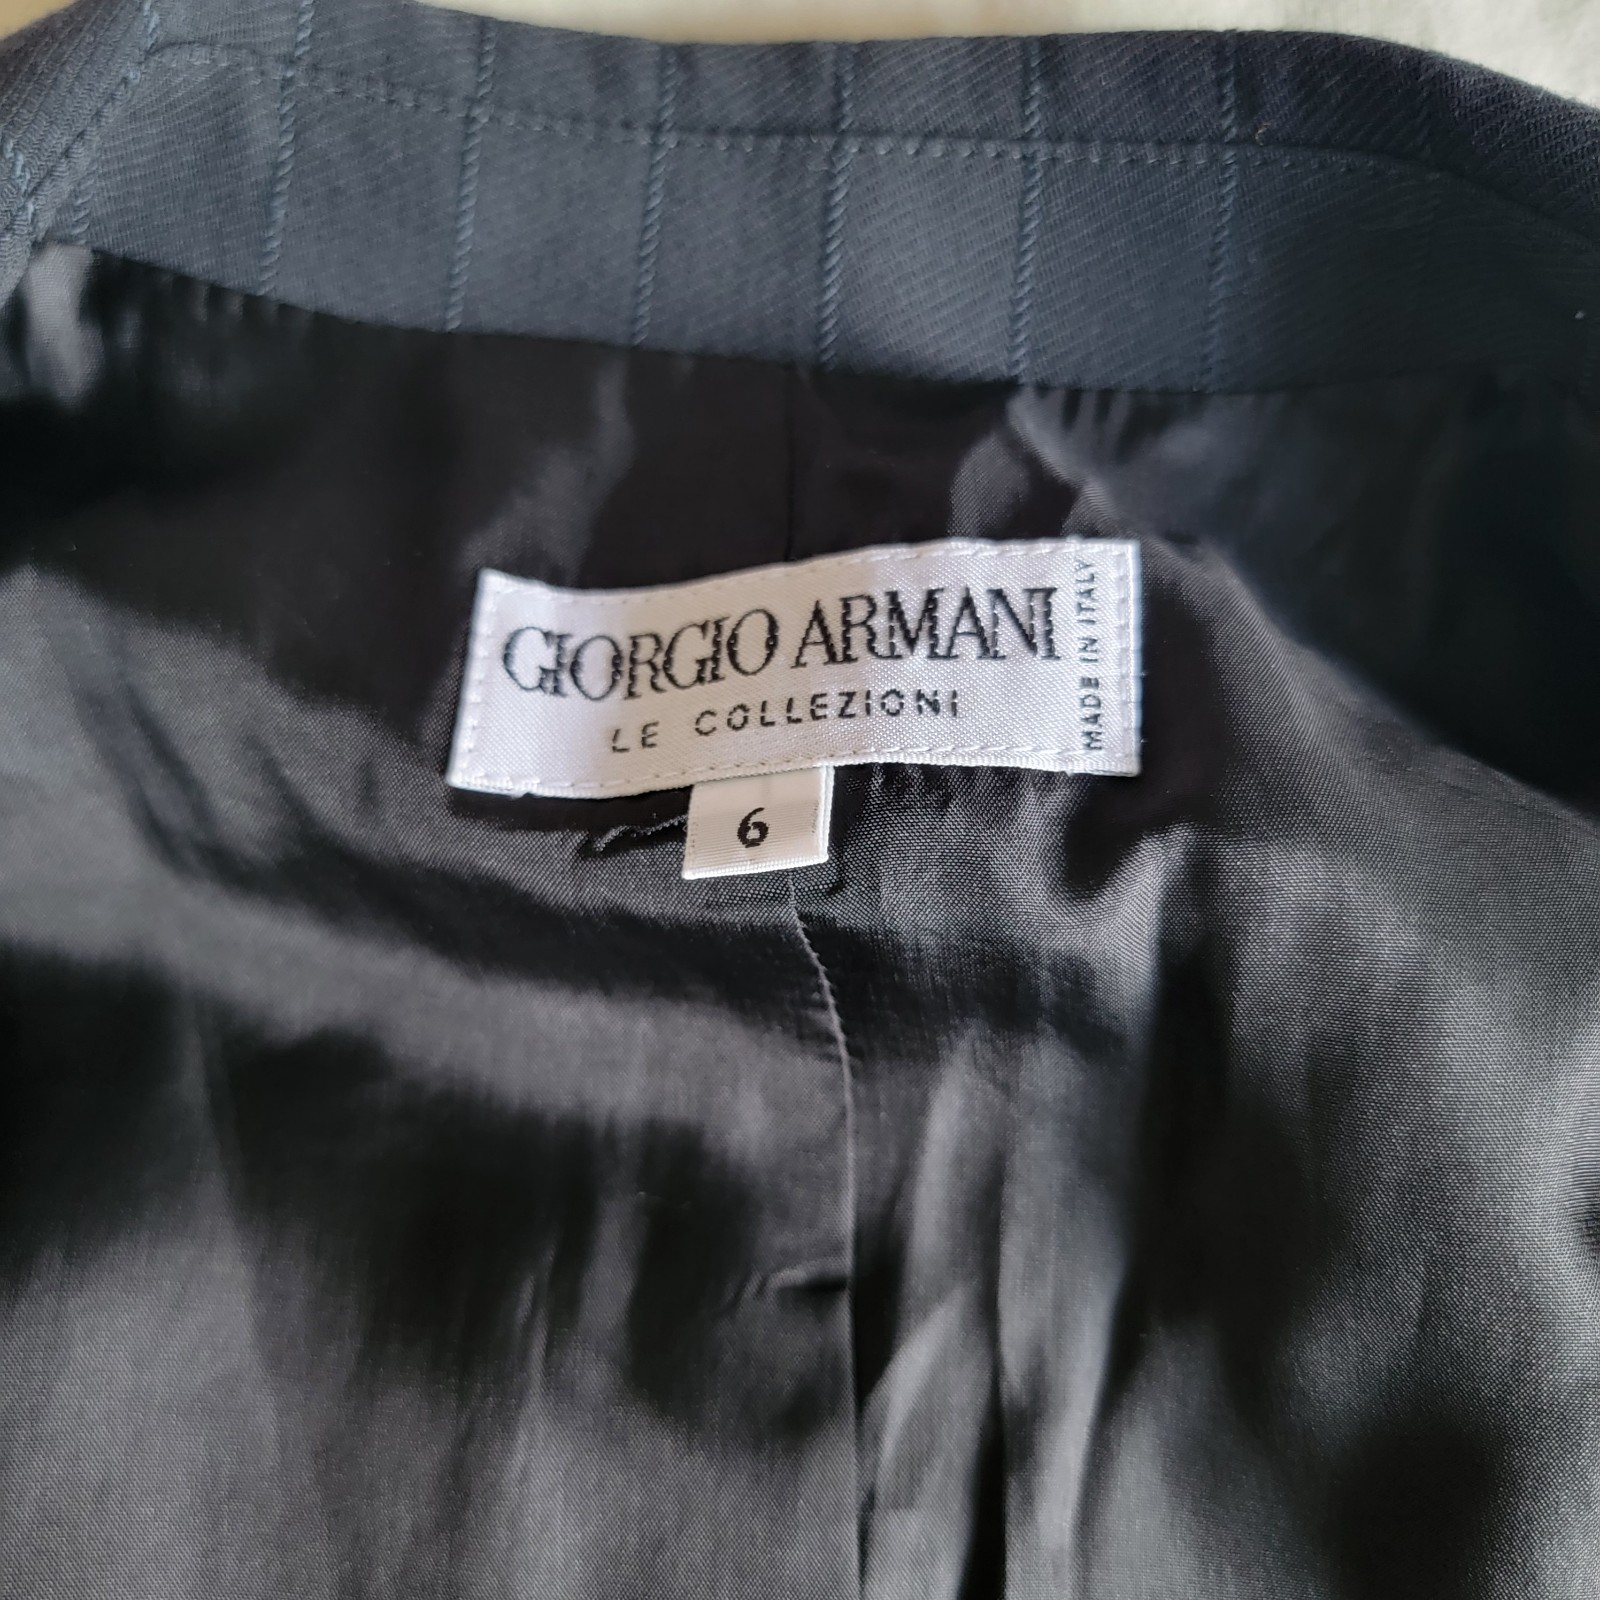 GIORGIO ARMANI
LE COLLEZIONI
MADE IN ITALY
6